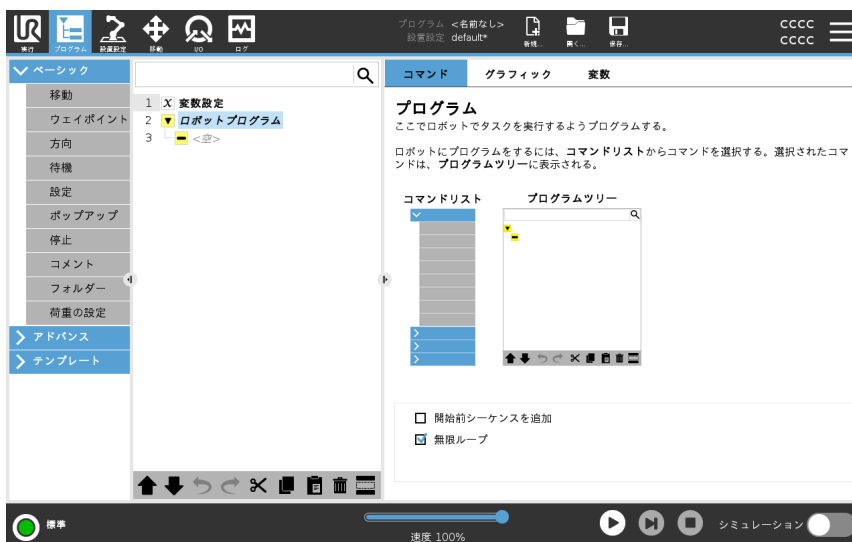 UR
実行
プログラム
設置設定
移動
I/O
ログ
プログラム <名前なし>
設置設定 default*
新規...
開く...
保存...
CCCC
CCCC
ベーシック
移動
ウェイポイント
方向
待機
設定
ポップアップ
停止
コメント
フォルダー
荷重の設定
アドバンス
テンプレート
1 X 変数設定
2 ロボットプログラム
3 <空>
コマンド グラフィック 変数
プログラム
ここでロボットでタスクを実行するようプログラムする。
ロボットにプログラムをするには、コマンドリストからコマンドを選択する。選択されたコマ
ンドは、プログラムツリーに表示される。
コマンドリスト プログラムツリー
開始前シーケンスを追加
無限ループ
標準
速度 100%
シミュレーション